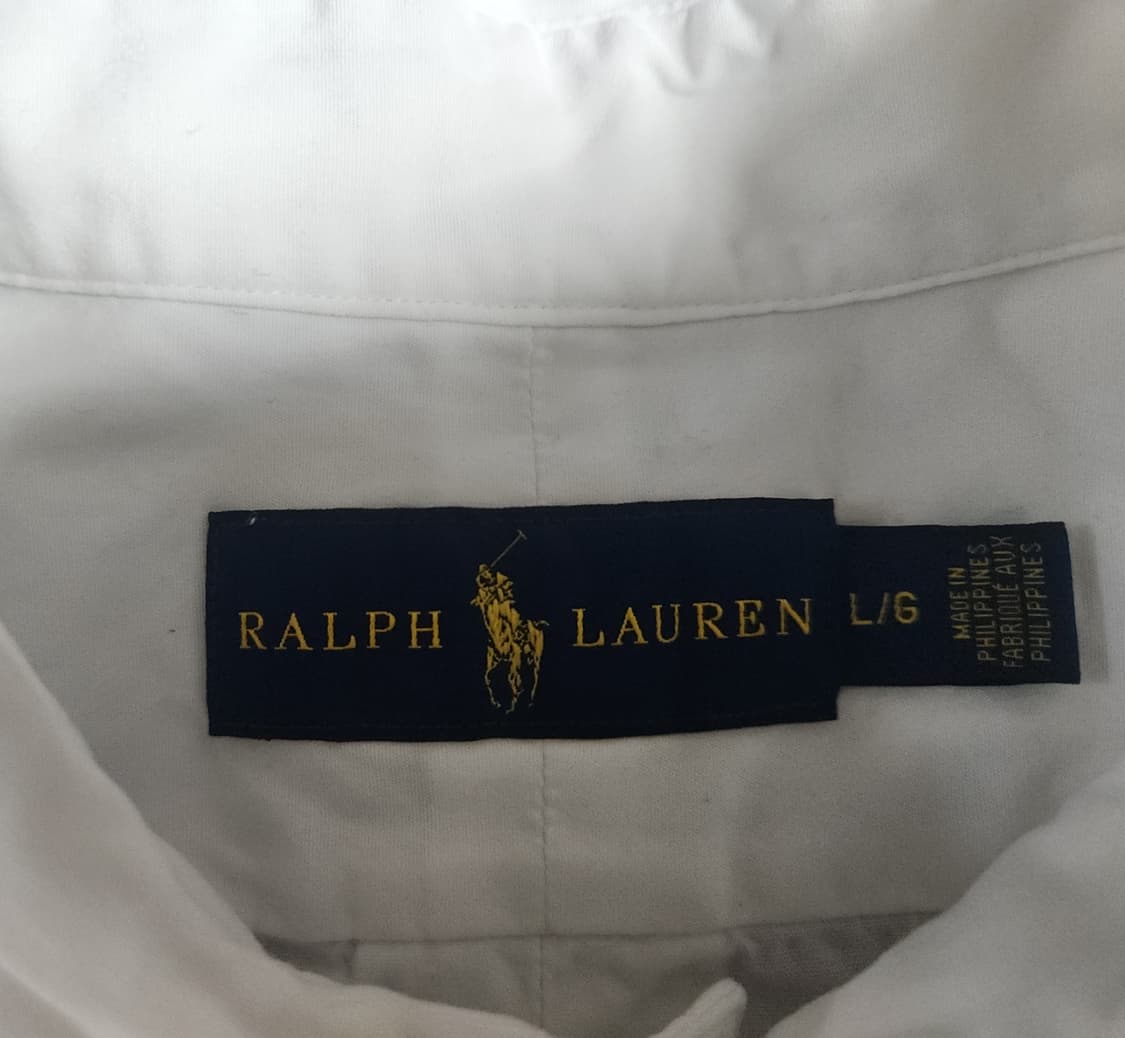 RALPH LAUREN
L/G
MADE IN
PHILIPPINES
FABRIQUÉ AUX
PHILIPPINES